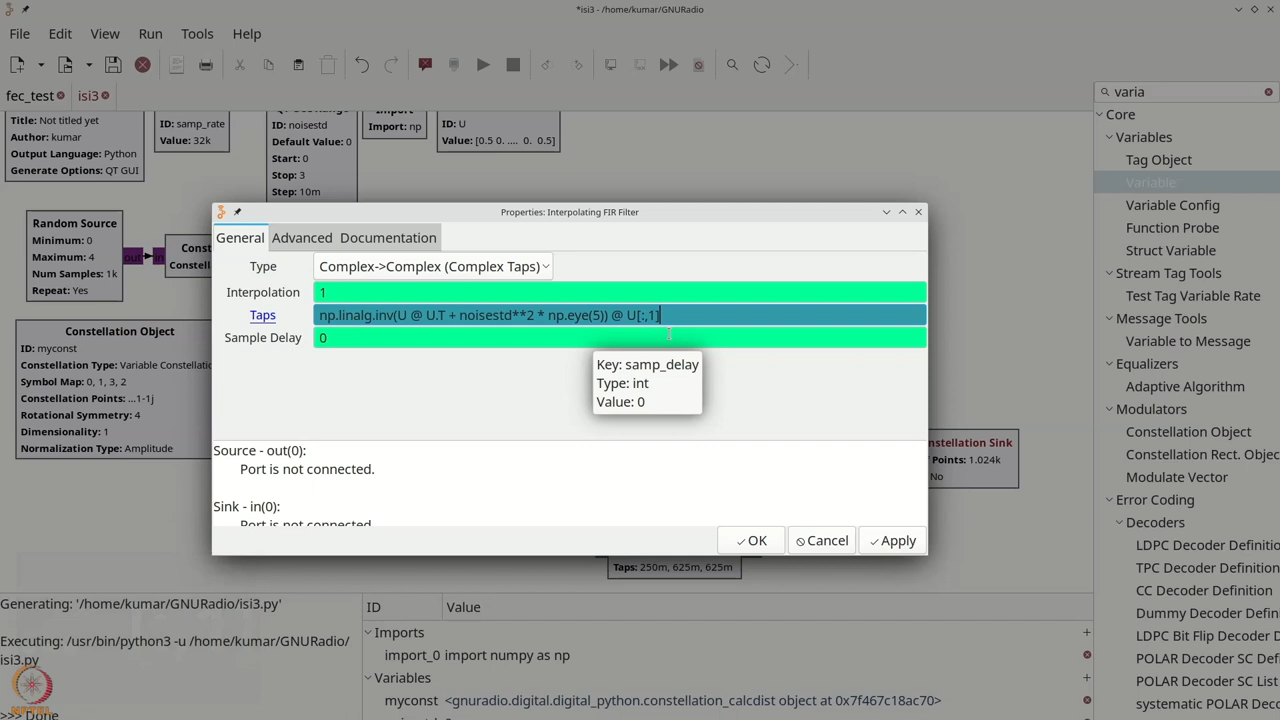 *isi3 - /home/kumar/GNURadio
File Edit View Run Tools Help
fec_test isi3
varia
Title: Not titled yet
Author: kumar
Output Language: Python
Generate Options: QT GUI
ID: samp_rate
Value: 32k
ID: noisestd
Default Value: 0
Start: 0
Stop: 3
Step: 10m
Import: np
ID: U
Value: [0.5 0. .... 0. 0.5]
Random Source
Minimum: 0
Maximum: 4
Num Samples: 1k
Repeat: Yes
out
in
Constellation Object
ID: myconst
Constellation Type: Variable Constella
Symbol Map: 0, 1, 3, 2
Constellation Points: ...1-1j
Rotational Symmetry: 4
Dimensionality: 1
Normalization Type: Amplitude
Properties: Interpolating FIR Filter
General Advanced Documentation
Type Complex->Complex (Complex Taps)
Interpolation 1
Taps np.linalg.inv(U @ U.T + noisestd**2 * np.eye(5)) @ U[:,1]
Sample Delay 0
Key: samp_delay
Type: int
Value: 0
Source - out(0):
Port is not connected.
Sink - in(0):
Port is not connected
OK Cancel Apply
nstellation Sink
Points: 1.024k
No
Taps: 250m, 625m, 625m
Core
Variables
Tag Object
Variable
Variable Config
Function Probe
Struct Variable
Stream Tag Tools
Test Tag Variable Rate
Message Tools
Variable to Message
Equalizers
Adaptive Algorithm
Modulators
Constellation Object
Constellation Rect. Objec
Modulate Vector
Error Coding
Decoders
LDPC Decoder Definitio
TPC Decoder Definition
CC Decoder Definition
Dummy Decoder Definit
LDPC Bit Flip Decoder D
POLAR Decoder SC Defin
POLAR Decoder SC List
systematic POLAR Deco
Generating: '/home/kumar/GNURadio/isi3.py'
Executing: /usr/bin/python3 -u /home/kumar/GNURadio/
isi3.py
>>> Done
NPTEL
ID Value
Imports
import_0 import numpy as np
Variables
myconst <gnuradio.digital.digital_python.constellation_calcdist object at 0x7f467c18ac70>